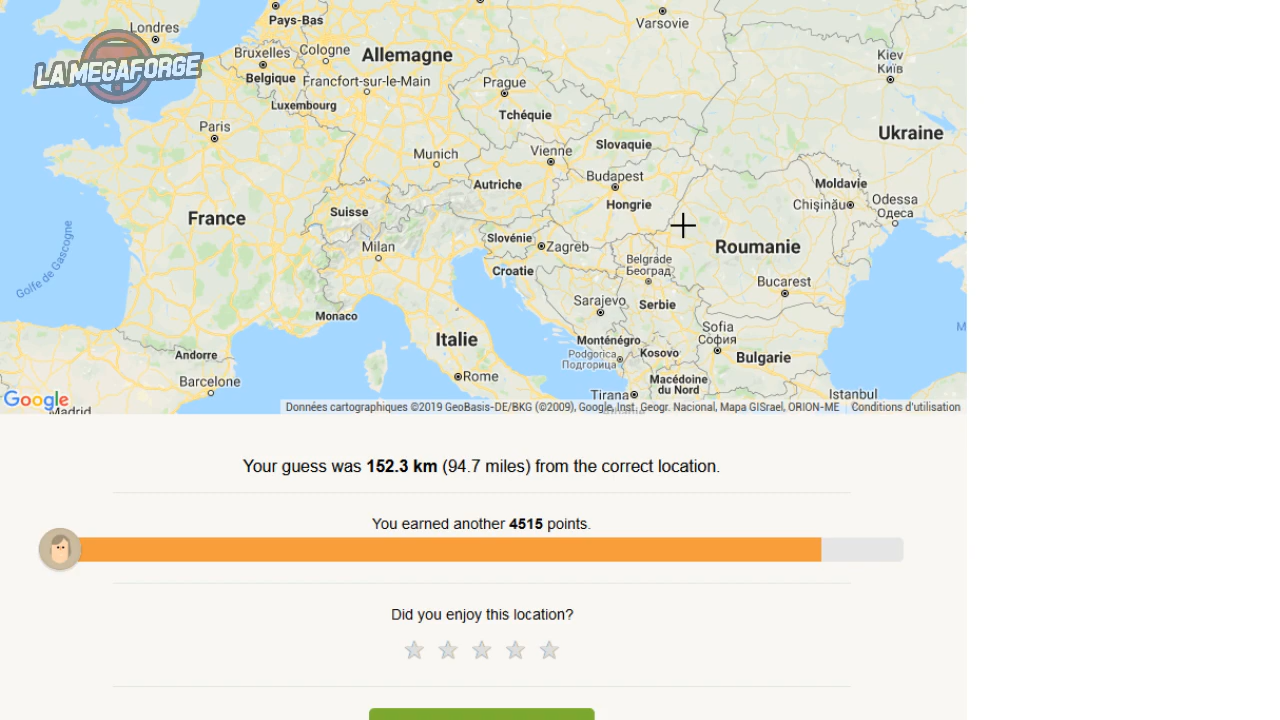 Londres
Pays-Bas
Varsovie
LA MEGAFORGE
Bruxelles
Cologne
Allemagne
Kiev
Київ
Belgique
Francfort-sur-le-Main
Prague
Luxembourg
Tchéquie
Paris
Ukraine
Munich
Vienne
Slovaquie
Autriche
Budapest
Moldavie
Hongrie
Chișinău
Odessa
Одеса
France
Suisse
Milan
Slovénie
Zagreb
Roumanie
Golfe de Gascogne
Croatie
Belgrade
Београд
Bucarest
Monaco
Sarajevo
Serbie
Italie
Sofia
София
Monténégro
Andorre
Podgorica
Подгорица
Kosovo
Bulgarie
Barcelone
Rome
Macédoine
du Nord
Tirana
Istanbul
Google
Madrid
Données cartographiques ©2019 GeoBasis-DE/BKG (©2009), Google, Inst. Geogr. Nacional, Mapa GISrael, ORION-ME
Conditions d'utilisation
Your guess was 152.3 km (94.7 miles) from the correct location.
You earned another 4515 points.
Did you enjoy this location?